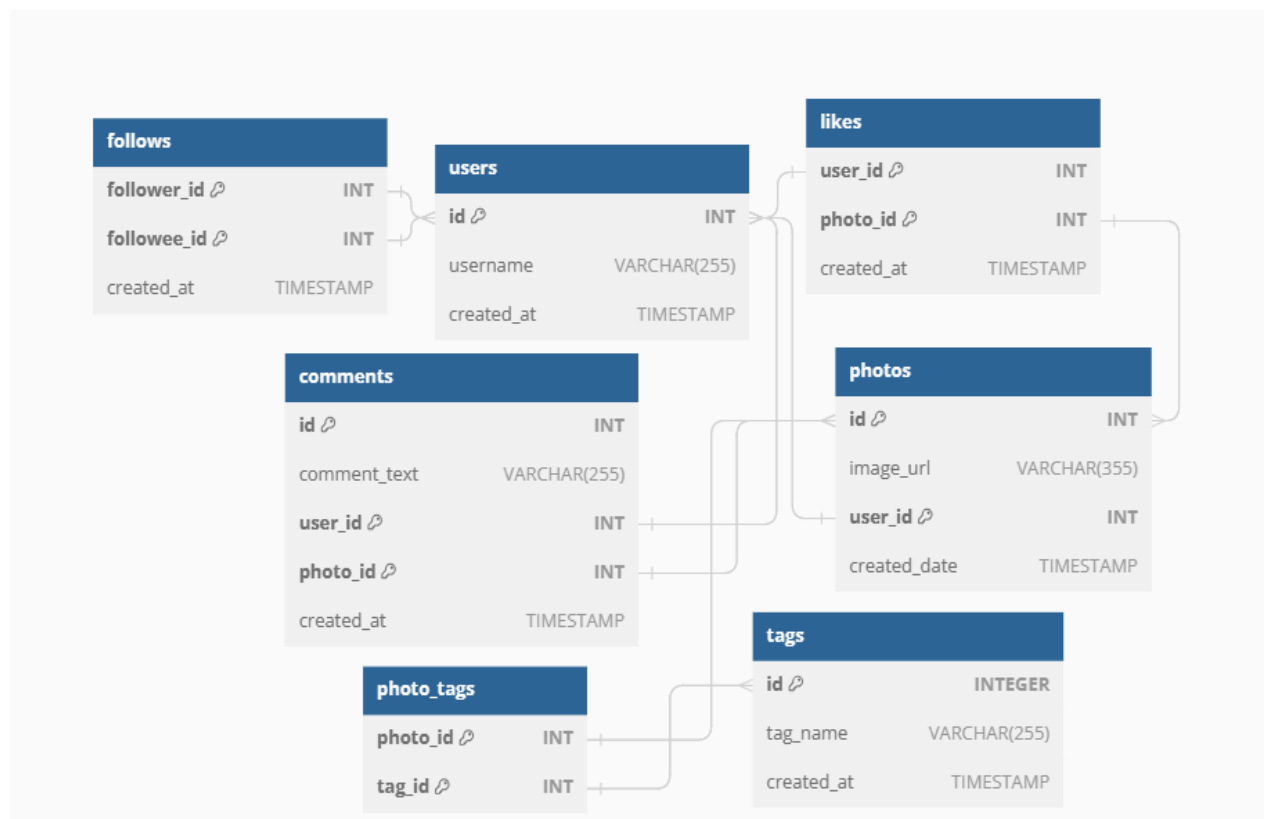 follows
follower_id INT
followee_id INT
created_at TIMESTAMP
users
id INT
username VARCHAR(255)
created_at TIMESTAMP
likes
user_id INT
photo_id INT
created_at TIMESTAMP
comments
id INT
comment_text VARCHAR(255)
user_id INT
photo_id INT
created_at TIMESTAMP
photos
id INT
image_url VARCHAR(355)
user_id INT
created_date TIMESTAMP
photo_tags
photo_id INT
tag_id INT
tags
id INTEGER
tag_name VARCHAR(255)
created_at TIMESTAMP